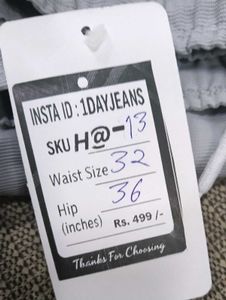 INSTA ID : 1DAYJEANS
SKU H@-13
Waist Size 32
Hip 36
(inches) Rs. 499 /-
Thanks For Choosing